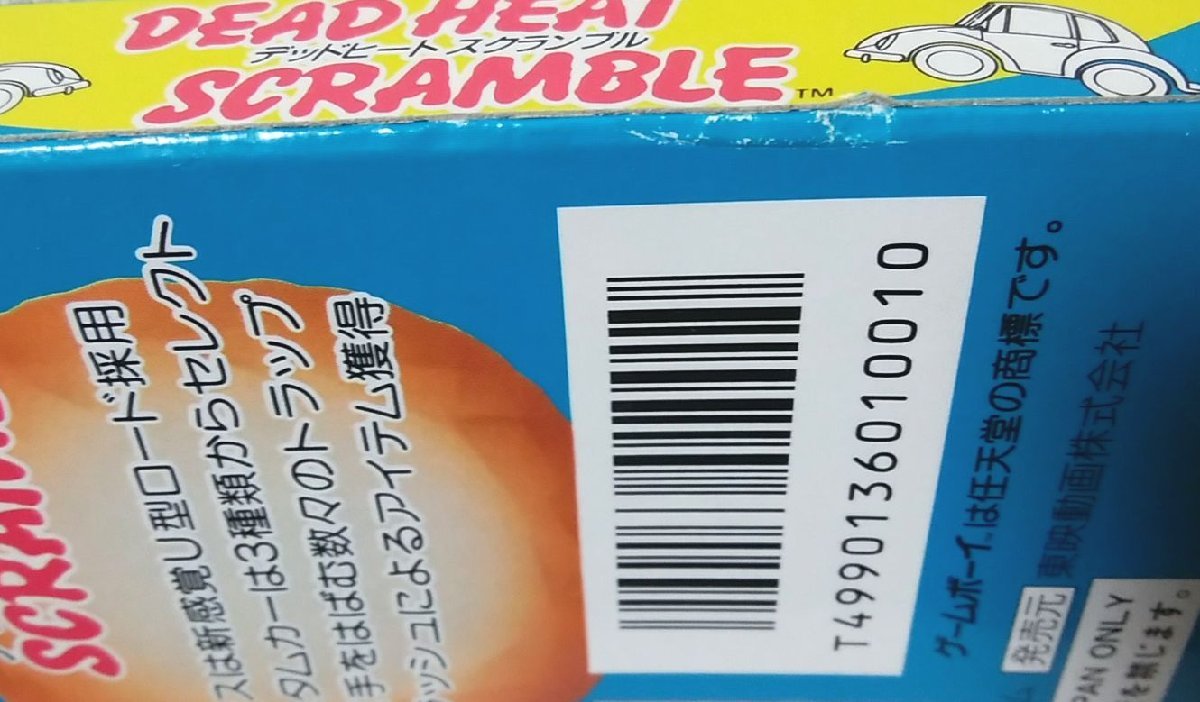 DEAD HEAT
デッドヒート スクランブル
SCRAMBLE™
SCRAMBLE
スは新感覚U型ロード採用
タムカーは3種類からセレクト
手をはばむ数々のトラップ
ッシュによるアイテム獲得
T4990136010010
ゲームボーイ™は任天堂の商標です。
発売元 東映動画株式会社
PAN ONLY
を禁じます。